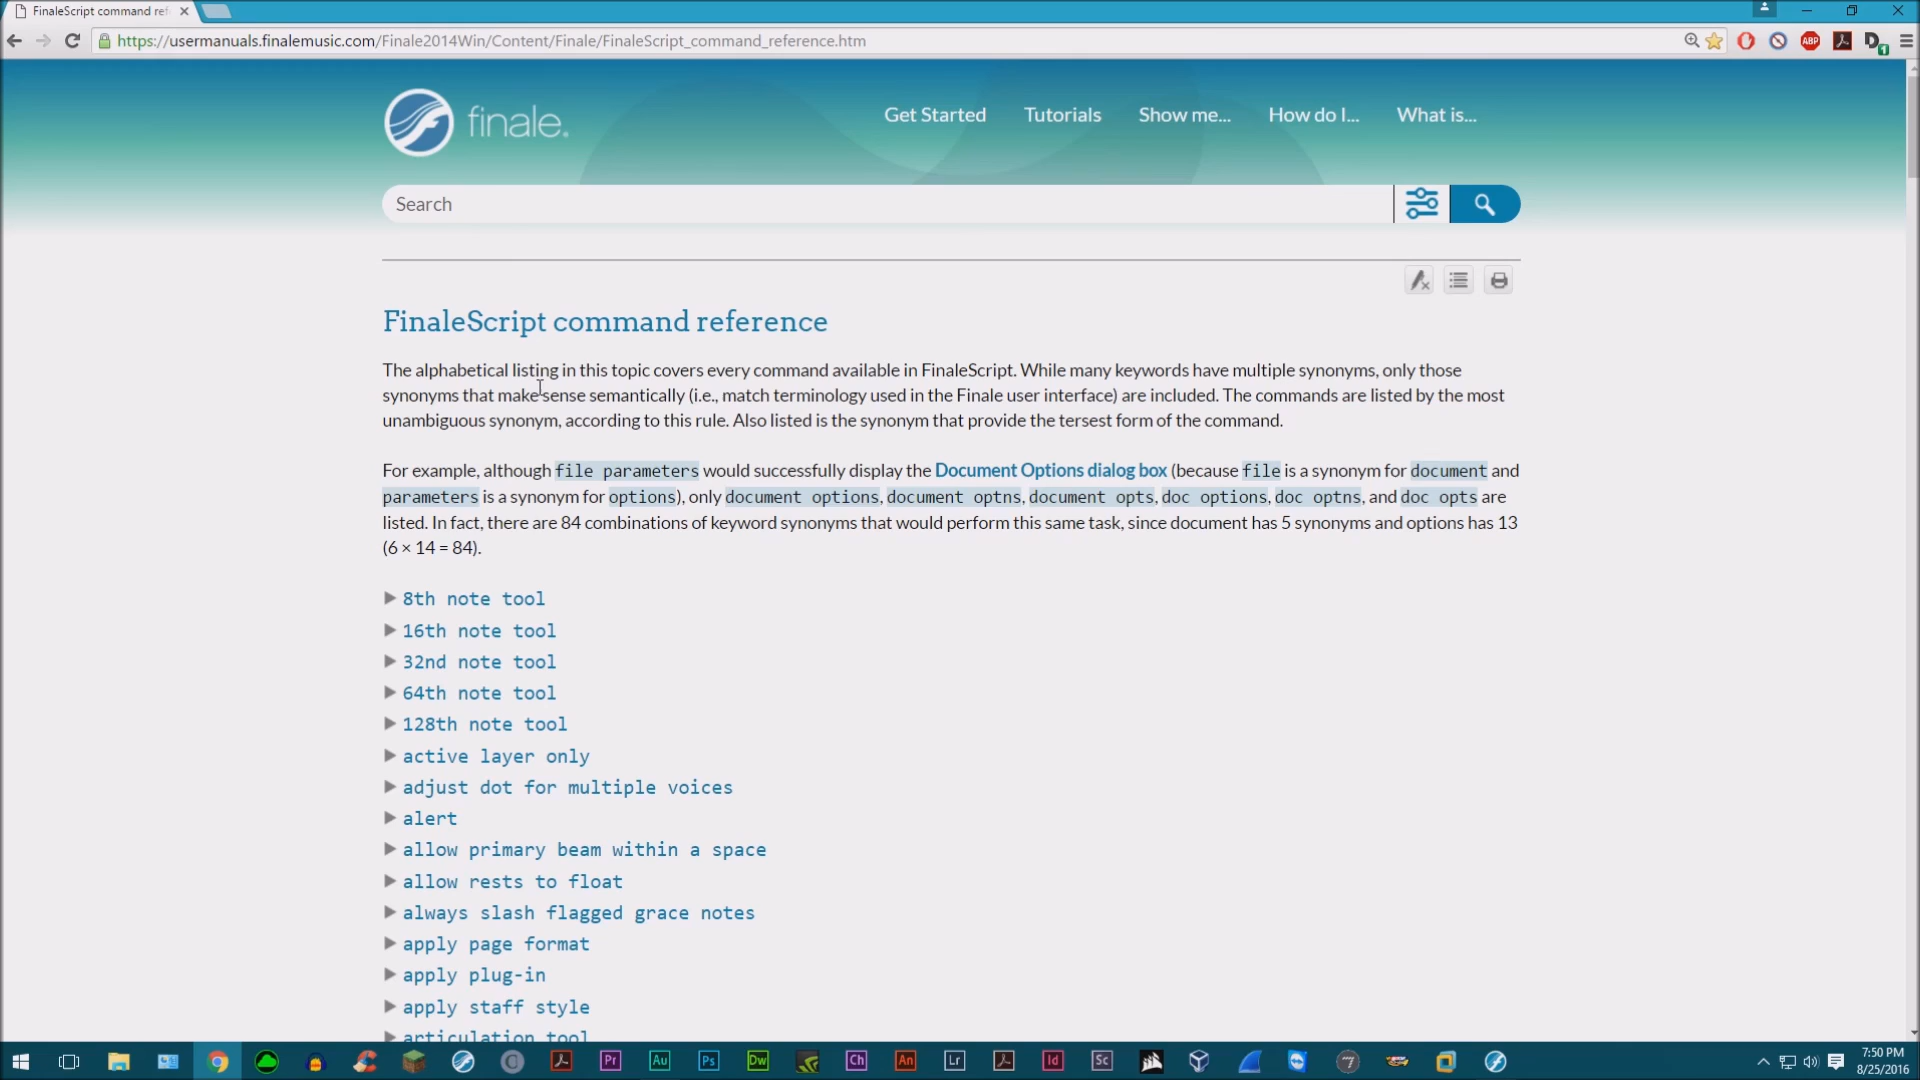 FinaleScript command ref
https://usermanuals.finalemusic.com/Finale2014Win/Content/Finale/FinaleScript_command_reference.htm
ABP
D
1
finale.
Get Started
Tutorials
Show me...
How do I...
What is...
Search
FinaleScript command reference
The alphabetical listing in this topic covers every command available in FinaleScript. While many keywords have multiple synonyms, only those
synonyms that make sense semantically (i.e., match terminology used in the Finale user interface) are included. The commands are listed by the most
unambiguous synonym, according to this rule. Also listed is the synonym that provide the tersest form of the command.
For example, although file parameters would successfully display the Document Options dialog box (because file is a synonym for document and
parameters is a synonym for options), only document options, document optns, document opts, doc options, doc optns, and doc opts are
listed. In fact, there are 84 combinations of keyword synonyms that would perform this same task, since document has 5 synonyms and options has 13
(6 × 14 = 84).
8th note tool
16th note tool
32nd note tool
64th note tool
128th note tool
active layer only
adjust dot for multiple voices
alert
allow primary beam within a space
allow rests to float
always slash flagged grace notes
apply page format
apply plug-in
apply staff style
articulation tool
Pr
Au
Ps
Dw
Ch
An
Lr
Id
Sc
7:50 PM
8/25/2016